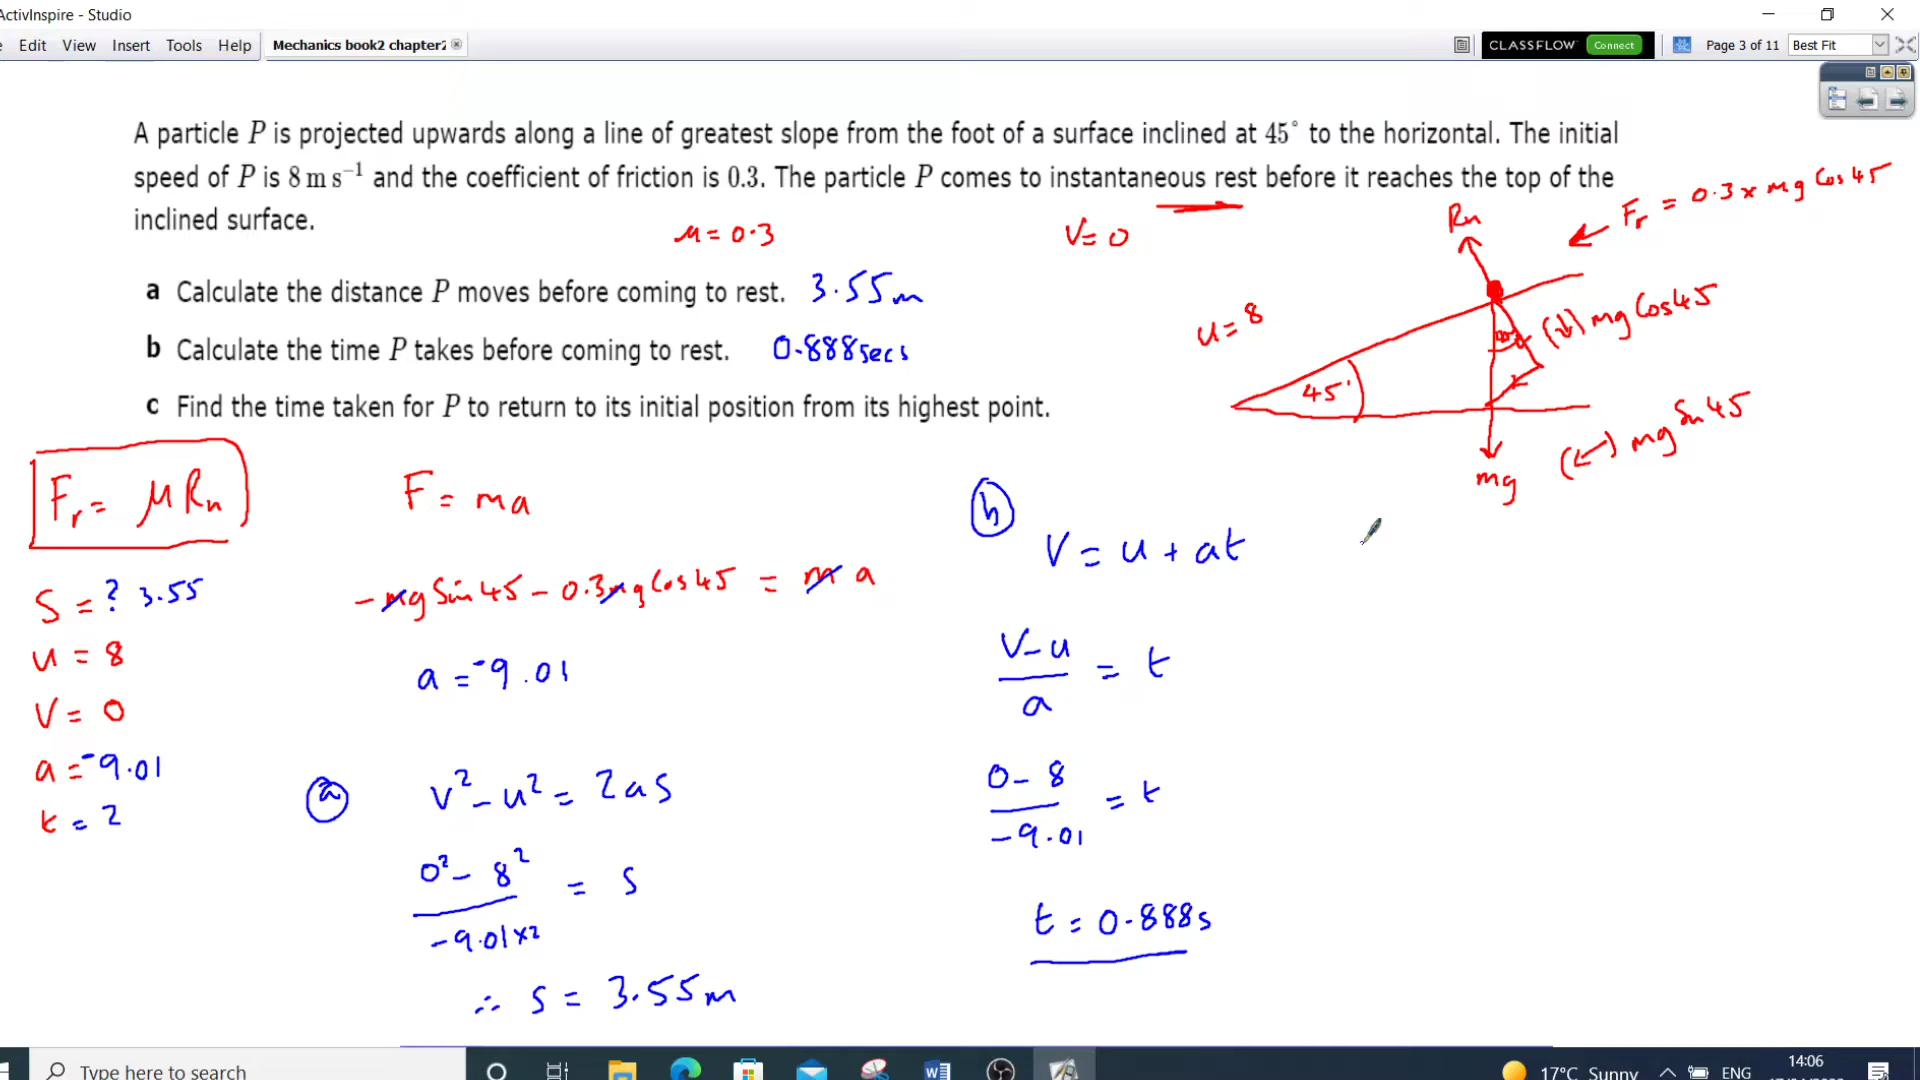 ActivInspire - Studio
Edit View Insert Tools Help Mechanics book2 chapter2 CLASSFLOW Connect Page 3 of 11 Best Fit
A particle P is projected upwards along a line of greatest slope from the foot of a surface inclined at 45° to the horizontal. The initial
speed of P is 8 m s⁻¹ and the coefficient of friction is 0.3. The particle P comes to instantaneous rest before it reaches the top of the
inclined surface.
μ = 0.3
V = 0
Rn
Fr = 0.3 x mg Cos 45
a Calculate the distance P moves before coming to rest. 3.55m
b Calculate the time P takes before coming to rest. 0.888secs
c Find the time taken for P to return to its initial position from its highest point.
u = 8
45°
(↓) mg Cos45
(←) mg Sin 45
mg
Fr = μ Rn
S = ? 3.55
u = 8
V = 0
a = -9.01
t = ?
F = ma
-mg Sin 45 - 0.3mg Cos 45 = m a
a = -9.01
a
v² - u² = 2as
0² - 8²
-9.01×2
= S
∴ S = 3.55m
b
V = u + at
V - u
a
= t
0 - 8
-9.01
= t
t = 0.888s
Type here to search
17°C Sunny ENG 14:06